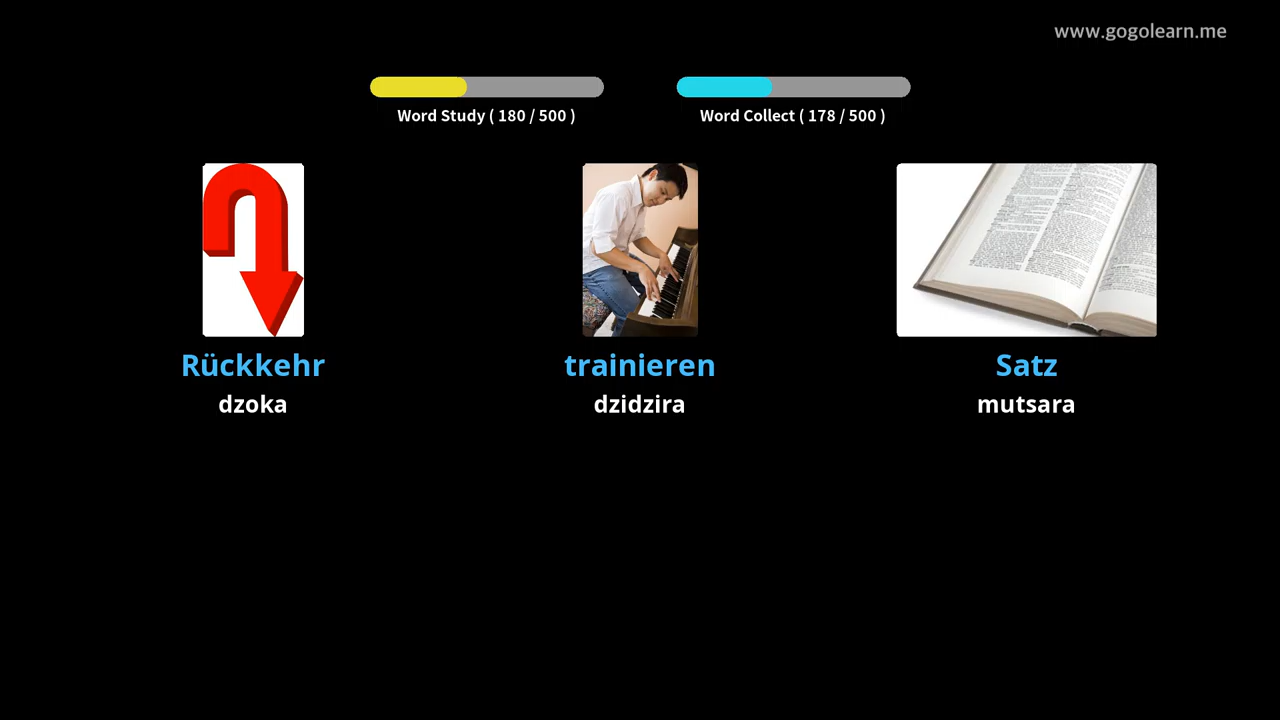 www.gogolearn.me
Word Study ( 180 / 500 )
Word Collect ( 178 / 500 )
Rückkehr
dzoka
trainieren
dzidzira
Satz
mutsara